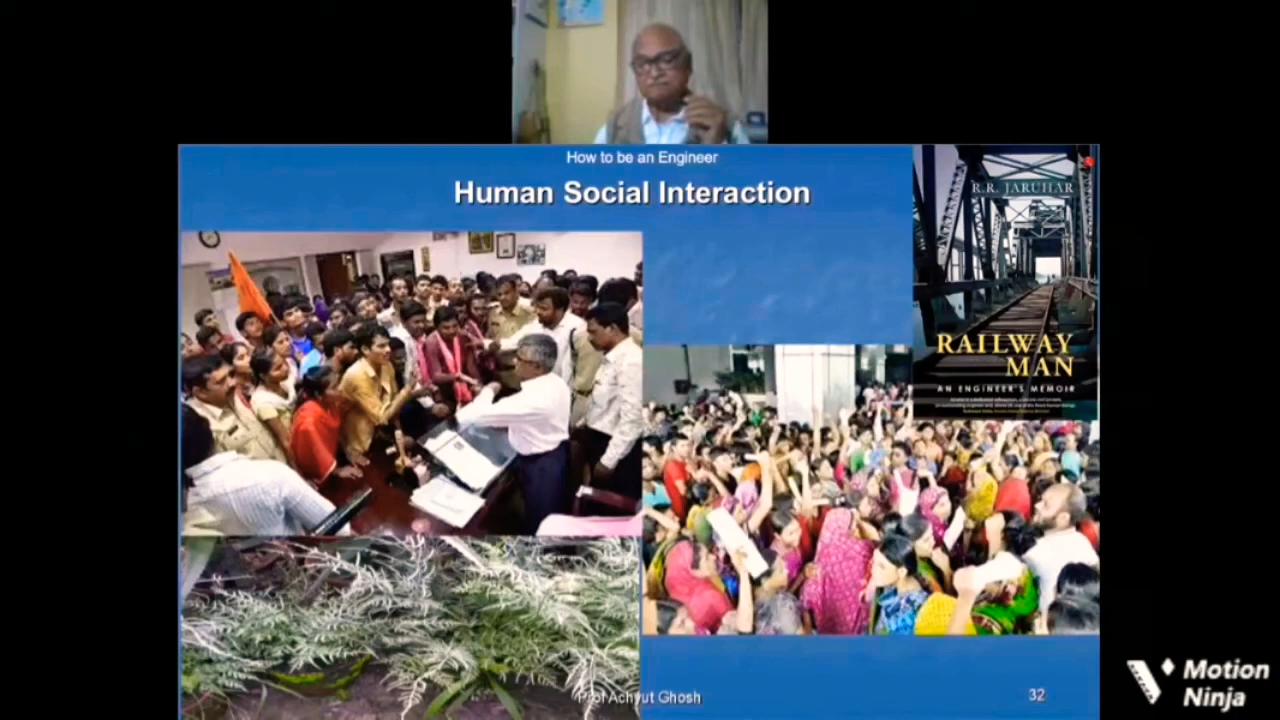 How to be an Engineer
Human Social Interaction
R.R. JARUHAR
RAILWAY
MAN
AN ENGINEER'S MEMOIR
Prof Achyut Ghosh
32
Motion
Ninja